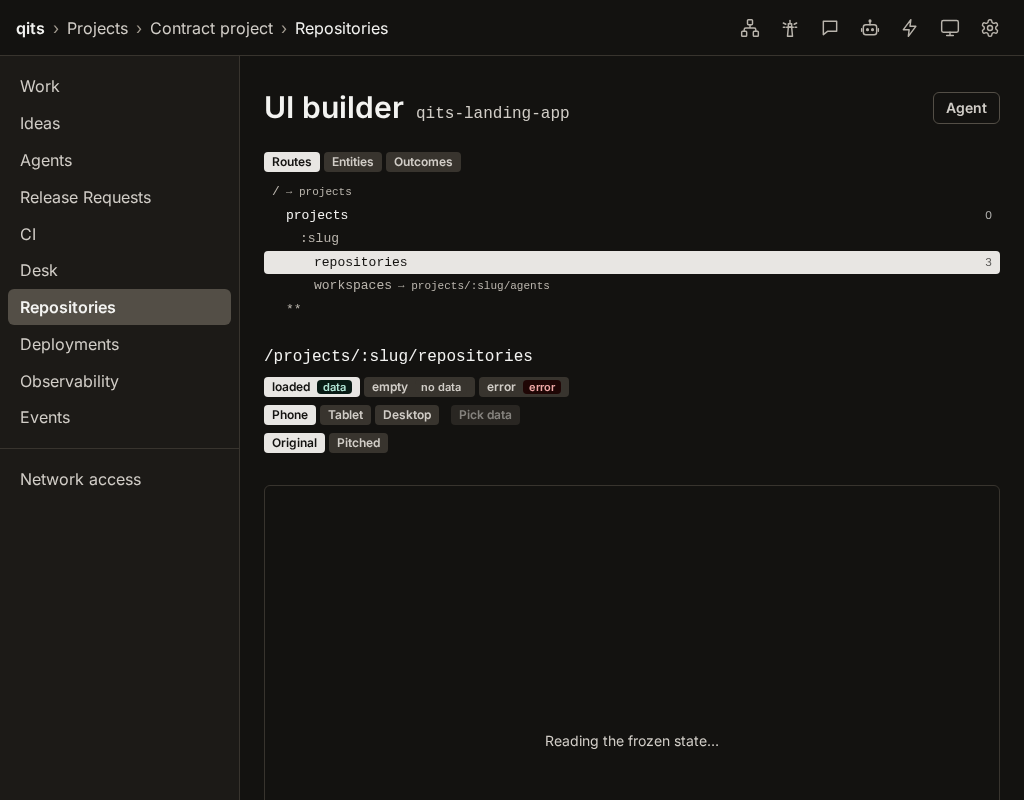 qits › Projects › Contract project › Repositories
Work
Ideas
Agents
Release Requests
CI
Desk
Repositories
Deployments
Observability
Events
Network access
UI builder qits-landing-app
Agent
Routes Entities Outcomes
/ → projects
projects 0
:slug
repositories 3
workspaces → projects/:slug/agents
**
/projects/:slug/repositories
loaded data empty no data error error
Phone Tablet Desktop Pick data
Original Pitched
Reading the frozen state…